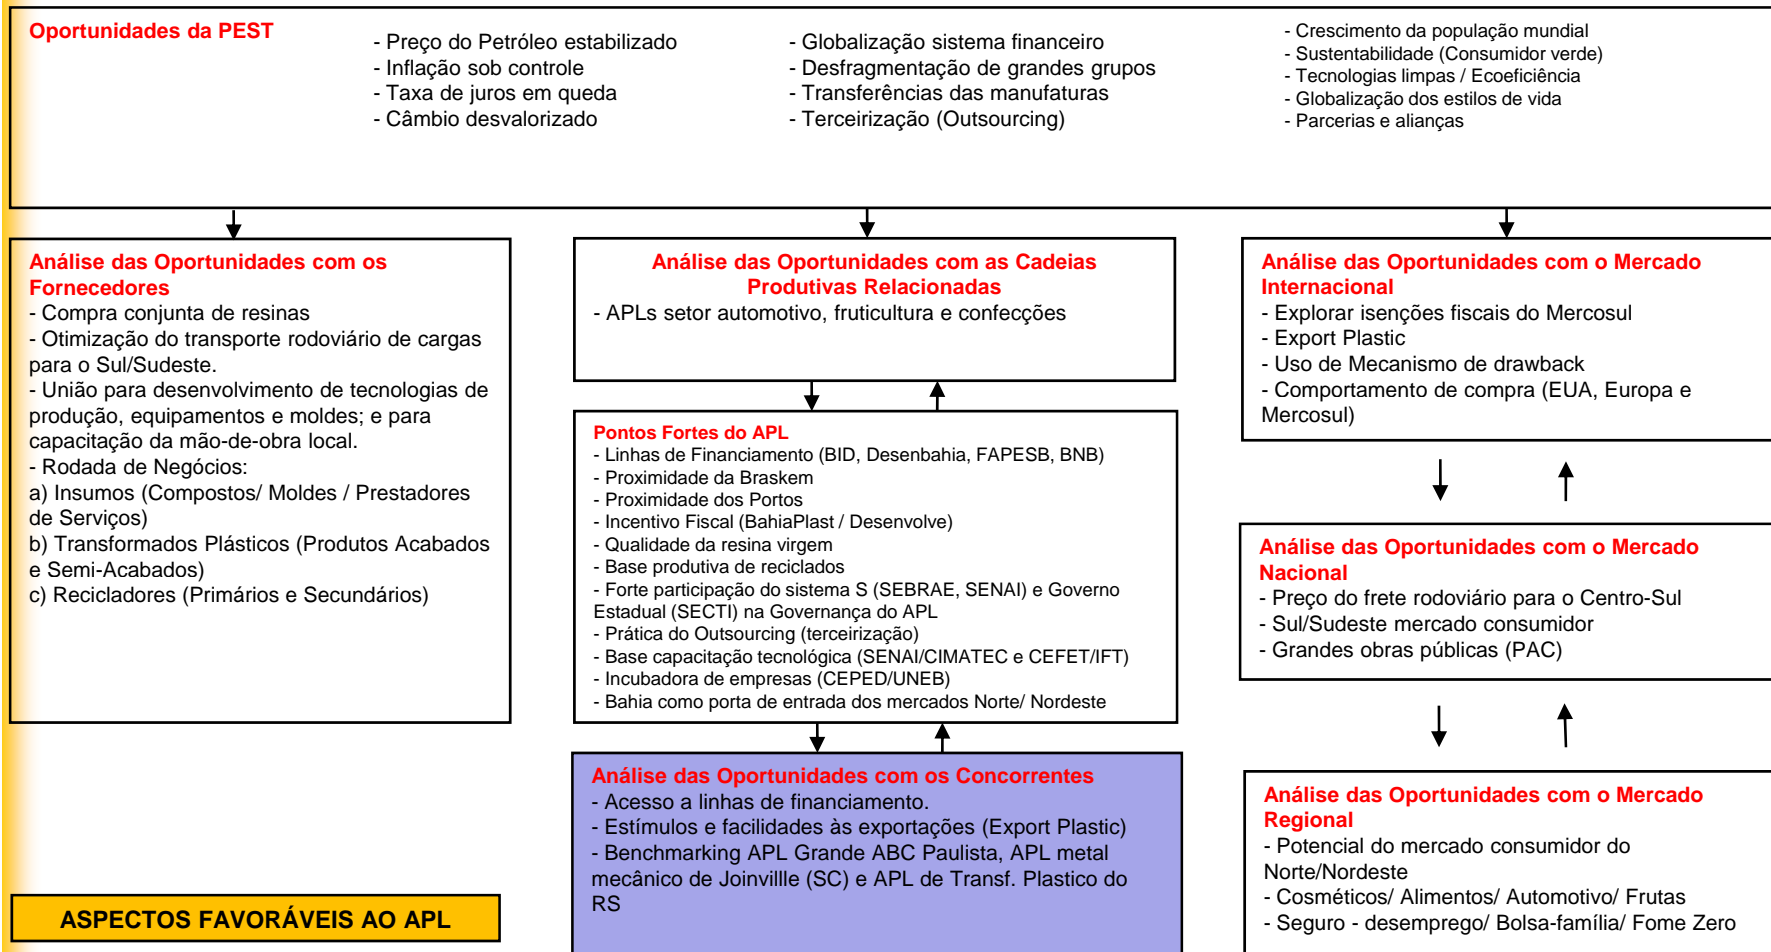 Oportunidades da PEST
- Preço do Petróleo estabilizado
- Inflação sob controle
- Taxa de juros em queda
- Câmbio desvalorizado
- Globalização sistema financeiro
- Desfragmentação de grandes grupos
- Transferências das manufaturas
- Terceirização (Outsourcing)
- Crescimento da população mundial
- Sustentabilidade (Consumidor verde)
- Tecnologias limpas / Ecoeficiência
- Globalização dos estilos de vida
- Parcerias e alianças
Análise das Oportunidades com os
Fornecedores
- Compra conjunta de resinas
- Otimização do transporte rodoviário de cargas
para o Sul/Sudeste.
- União para desenvolvimento de tecnologias de
produção, equipamentos e moldes; e para
capacitação da mão-de-obra local.
- Rodada de Negócios:
a) Insumos (Compostos/ Moldes / Prestadores
de Serviços)
b) Transformados Plásticos (Produtos Acabados
e Semi-Acabados)
c) Recicladores (Primários e Secundários)
Análise das Oportunidades com as Cadeias
Produtivas Relacionadas
- APLs setor automotivo, fruticultura e confecções
Pontos Fortes do APL
- Linhas de Financiamento (BID, Desenbahia, FAPESB, BNB)
- Proximidade da Braskem
- Proximidade dos Portos
- Incentivo Fiscal (BahiaPlast / Desenvolve)
- Qualidade da resina virgem
- Base produtiva de reciclados
- Forte participação do sistema S (SEBRAE, SENAI) e Governo
Estadual (SECTI) na Governança do APL
- Prática do Outsourcing (terceirização)
- Base capacitação tecnológica (SENAI/CIMATEC e CEFET/IFT)
- Incubadora de empresas (CEPED/UNEB)
- Bahia como porta de entrada dos mercados Norte/ Nordeste
Análise das Oportunidades com os Concorrentes
- Acesso a linhas de financiamento.
- Estímulos e facilidades às exportações (Export Plastic)
- Benchmarking APL Grande ABC Paulista, APL metal
mecânico de Joinvillle (SC) e APL de Transf. Plastico do
RS
Análise das Oportunidades com o Mercado
Internacional
- Explorar isenções fiscais do Mercosul
- Export Plastic
- Uso de Mecanismo de drawback
- Comportamento de compra (EUA, Europa e
Mercosul)
Análise das Oportunidades com o Mercado
Nacional
- Preço do frete rodoviário para o Centro-Sul
- Sul/Sudeste mercado consumidor
- Grandes obras públicas (PAC)
Análise das Oportunidades com o Mercado
Regional
- Potencial do mercado consumidor do
Norte/Nordeste
- Cosméticos/ Alimentos/ Automotivo/ Frutas
- Seguro - desemprego/ Bolsa-família/ Fome Zero
ASPECTOS FAVORÁVEIS AO APL